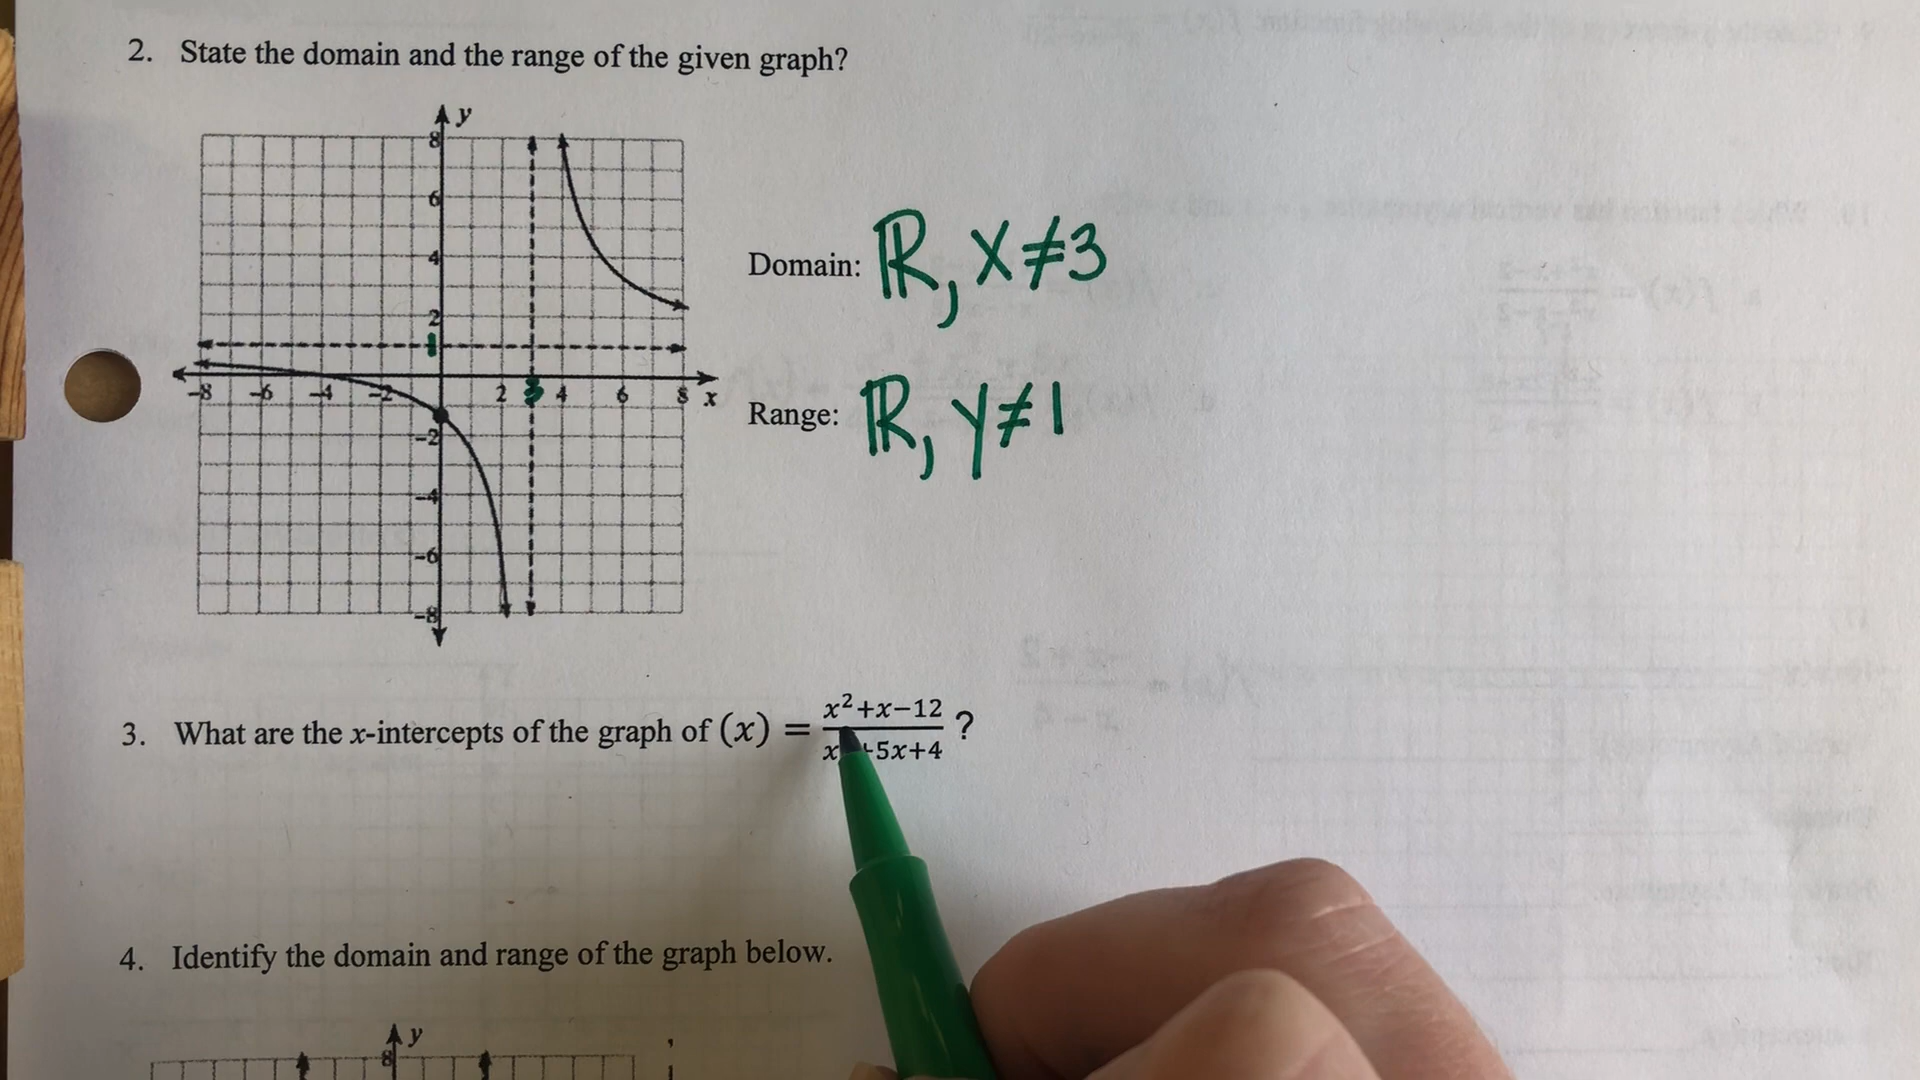 2. State the domain and the range of the given graph?
y
8
6
4
2
1
-8 -6 -4 -2 2 3 4 6 8 x
-2
-4
-6
-8
Domain: ℝ, X≠3
Range: ℝ, y≠1
3. What are the x-intercepts of the graph of (x) = x²+x−12 / x +5x+4 ?
4. Identify the domain and range of the graph below.
y
8